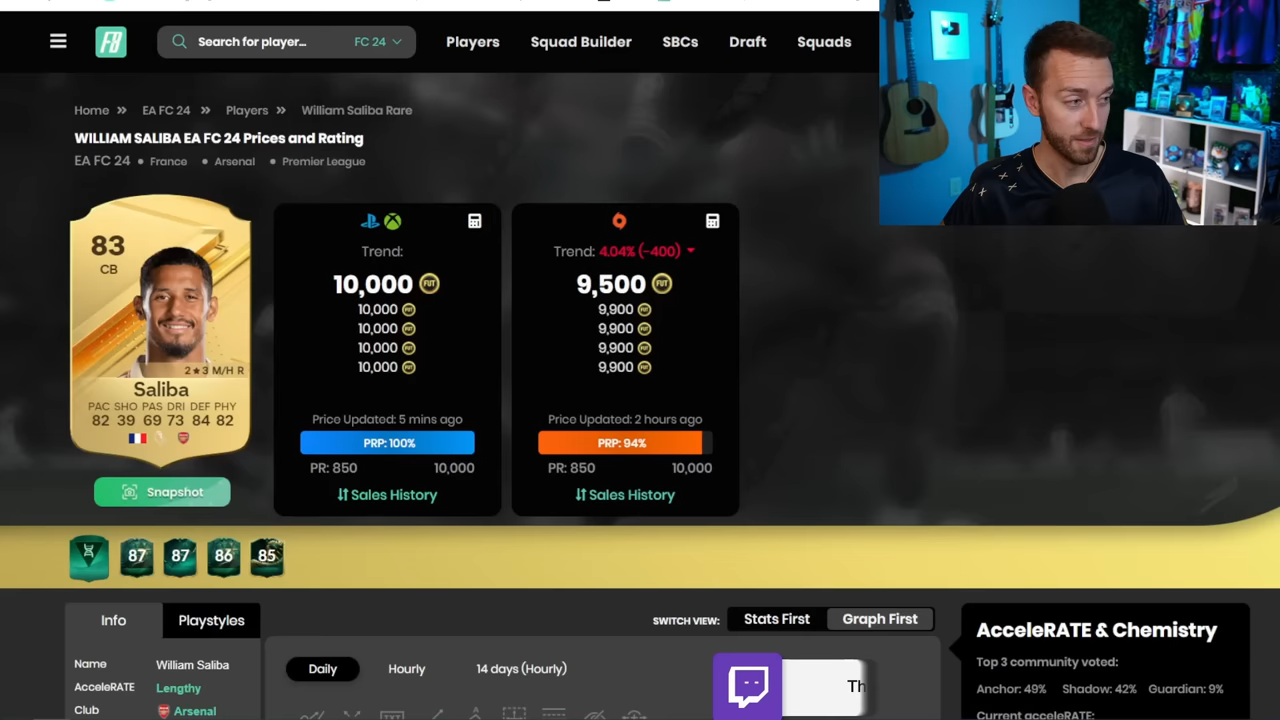 FB
Search for player...
FC 24
Players
Squad Builder
SBCs
Draft
Squads
Home » EA FC 24 » Players » William Saliba Rare
WILLIAM SALIBA EA FC 24 Prices and Rating
EA FC 24 • France • Arsenal • Premier League
83
CB
2★3 M/H R
Saliba
PAC SHO PAS DRI DEF PHY
82 39 69 73 84 82
Snapshot
Trend:
10,000 FUT
10,000
10,000
10,000
10,000
Price Updated: 5 mins ago
PRP: 100%
PR: 850 10,000
Sales History
Trend: 4.04% (-400)
9,500 FUT
9,900
9,900
9,900
9,900
Price Updated: 2 hours ago
PRP: 94%
PR: 850 10,000
Sales History
87
87
86
85
Info
Playstyles
Name William Saliba
AcceleRATE Lengthy
Club Arsenal
SWITCH VIEW:
Stats First
Graph First
Daily
Hourly
14 days (Hourly)
Th
AcceleRATE & Chemistry
Top 3 community voted:
Anchor: 49% Shadow: 42% Guardian: 9%
Current acceleRATE: